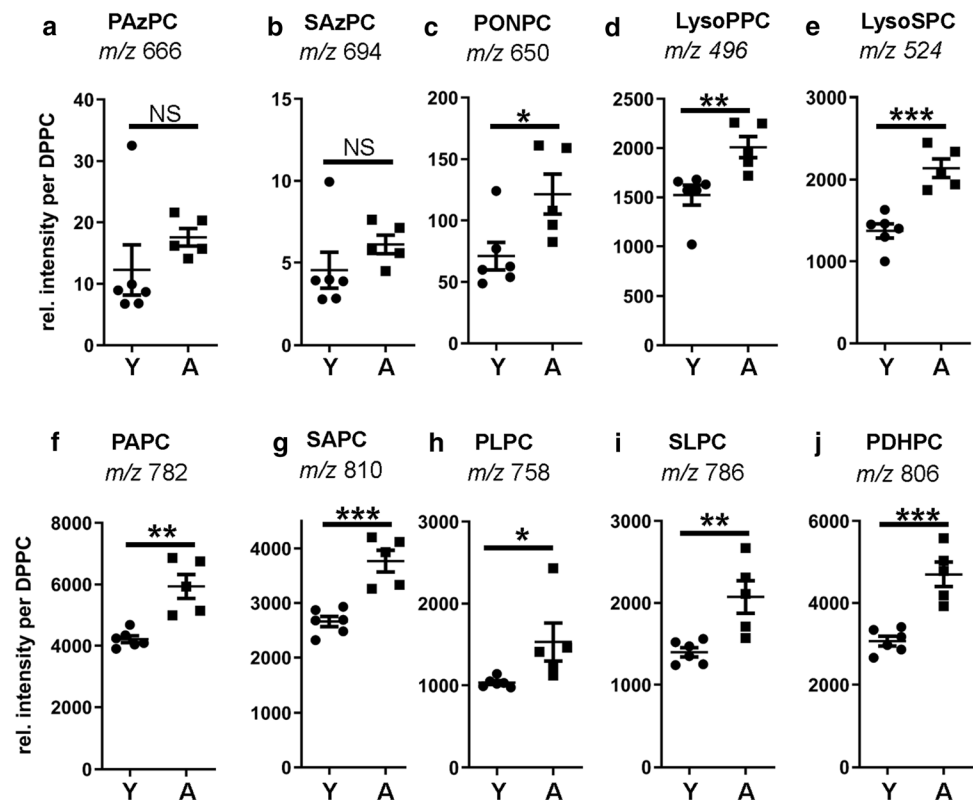 a PAzPC
m/z 666
b SAzPC
m/z 694
c PONPC
m/z 650
d LysoPPC
m/z 496
e LysoSPC
m/z 524
rel. intensity per DPPC
40
30
20
10
0
NS
Y A
15
10
5
0
NS
Y A
200
150
100
50
0
*
Y A
2500
2000
1500
1000
500
0
**
Y A
3000
2000
1000
0
***
Y A
f PAPC
m/z 782
g SAPC
m/z 810
h PLPC
m/z 758
i SLPC
m/z 786
j PDHPC
m/z 806
rel. intensity per DPPC
8000
6000
4000
2000
0
**
Y A
4000
3000
2000
1000
0
***
Y A
3000
2000
1000
0
*
Y A
3000
2000
1000
0
**
Y A
6000
4000
2000
0
***
Y A